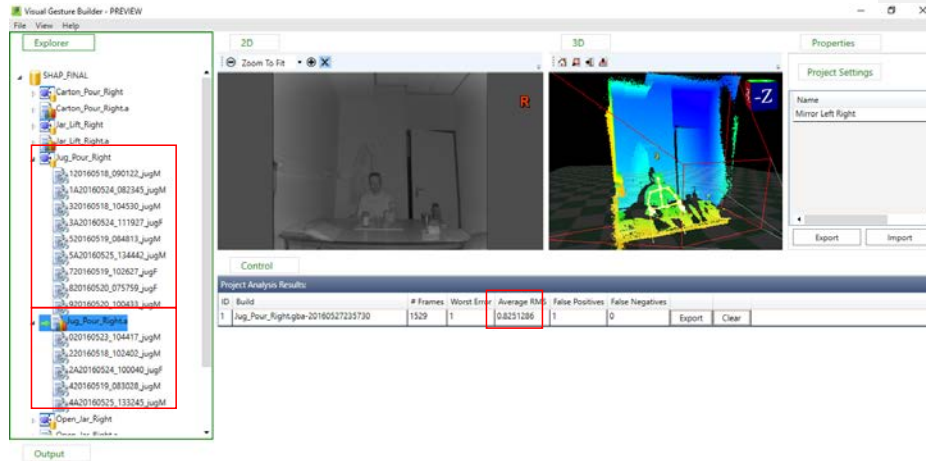 Visual Gesture Builder - PREVIEW
File View Help
Explorer
SHAP_FINAL
Carton_Pour_Right
Carton_Pour_Right.a
Jar_Lift_Right
Jar_Lift_Right.a
Jug_Pour_Right
120160518_090122_jugM
1A20160524_082345_jugM
320160518_104530_jugM
3A20160524_111927_jugF
520160519_084813_jugM
5A20160525_134442_jugM
720160519_102627_jugF
820160520_075759_jugF
920160520_100433_jugM
Jug_Pour_Right.a
020160523_104417_jugM
220160518_102402_jugM
2A20160524_100040_jugF
420160519_083028_jugM
4A20160525_133245_jugM
Open_Jar_Right
Open_Jar_Right.a
Output
2D
Zoom To Fit
R
3D
-Z
Control
Project Analysis Results:
ID Build # Frames Worst Error Average RMS False Positives False Negatives
1 Jug_Pour_Right.gba-20160527235730 1529 1 0.8251286 1 0 Export Clear
Properties
Project Settings
Name
Mirror Left Right
Export Import